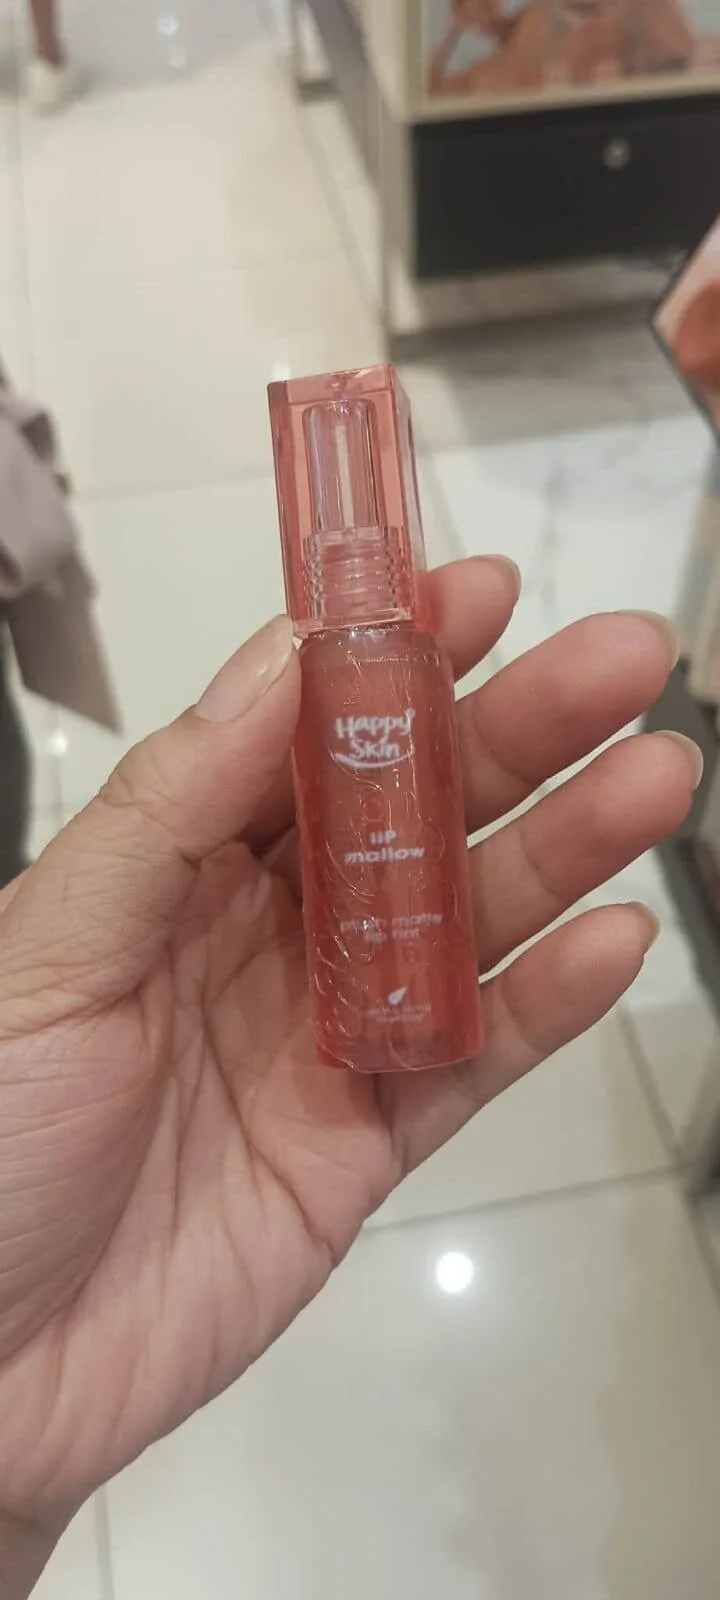 Happy
Skin
lip
mallow
plush matte
lip tint